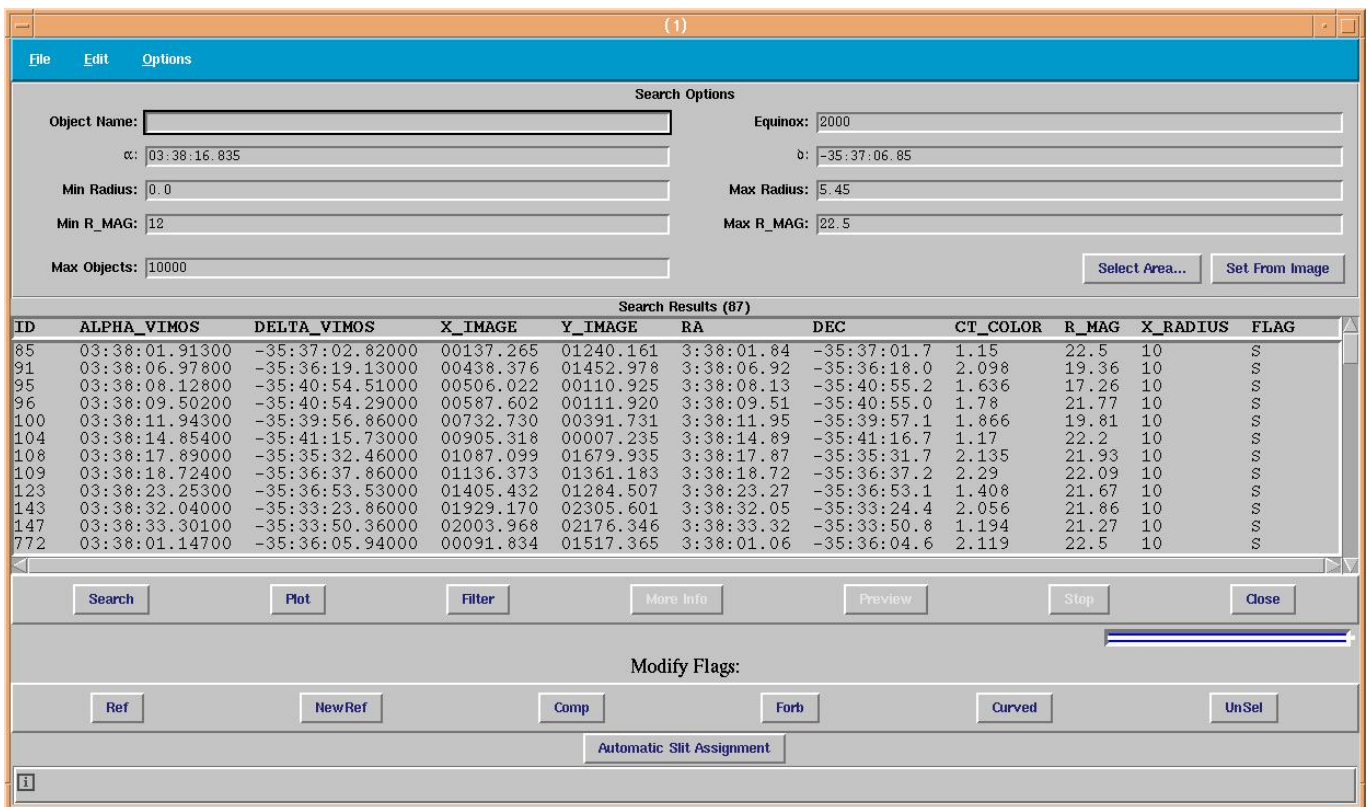 (1)
File Edit Options
Search Options
Object Name: Equinox: 2000
α: 03:38:16.835 δ: -35:37:06.85
Min Radius: 0.0 Max Radius: 5.45
Min R_MAG: 12 Max R_MAG: 22.5
Max Objects: 10000 Select Area... Set From Image
Search Results (87)
ID ALPHA_VIMOS DELTA_VIMOS X_IMAGE Y_IMAGE RA DEC CT_COLOR R_MAG X_RADIUS FLAG
85 03:38:01.91300 -35:37:02.82000 00137.265 01240.161 3:38:01.84 -35:37:01.7 1.15 22.5 10 S
91 03:38:06.97800 -35:36:19.13000 00438.376 01452.978 3:38:06.92 -35:36:18.0 2.098 19.36 10 S
95 03:38:08.12800 -35:40:54.51000 00506.022 00110.925 3:38:08.13 -35:40:55.2 1.636 17.26 10 S
96 03:38:09.50200 -35:40:54.29000 00587.602 00111.920 3:38:09.51 -35:40:55.0 1.78 21.77 10 S
100 03:38:11.94300 -35:39:56.86000 00732.730 00391.731 3:38:11.95 -35:39:57.1 1.866 19.81 10 S
104 03:38:14.85400 -35:41:15.73000 00905.318 00007.235 3:38:14.89 -35:41:16.7 1.17 22.2 10 S
108 03:38:17.89000 -35:35:32.46000 01087.099 01679.935 3:38:17.87 -35:35:31.7 2.135 21.93 10 S
109 03:38:18.72400 -35:36:37.86000 01136.373 01361.183 3:38:18.72 -35:36:37.2 2.29 22.09 10 S
123 03:38:23.25300 -35:36:53.53000 01405.432 01284.507 3:38:23.27 -35:36:53.1 1.408 21.67 10 S
143 03:38:32.04000 -35:33:23.86000 01929.170 02305.601 3:38:32.05 -35:33:24.4 2.056 21.86 10 S
147 03:38:33.30100 -35:33:50.36000 02003.968 02176.346 3:38:33.32 -35:33:50.8 1.194 21.27 10 S
772 03:38:01.14700 -35:36:05.94000 00091.834 01517.365 3:38:01.06 -35:36:04.6 2.119 22.5 10 S
Search Plot Filter More Info Preview Stop Close
Modify Flags:
Ref NewRef Comp Forb Curved UnSel
Automatic Slit Assignment
i